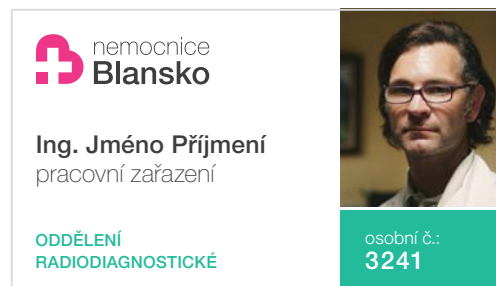 nemocnice
Blansko
Ing. Jméno Příjmení
pracovní zařazení
ODDĚLENÍ
RADIODIAGNOSTICKÉ
osobní č.:
3241